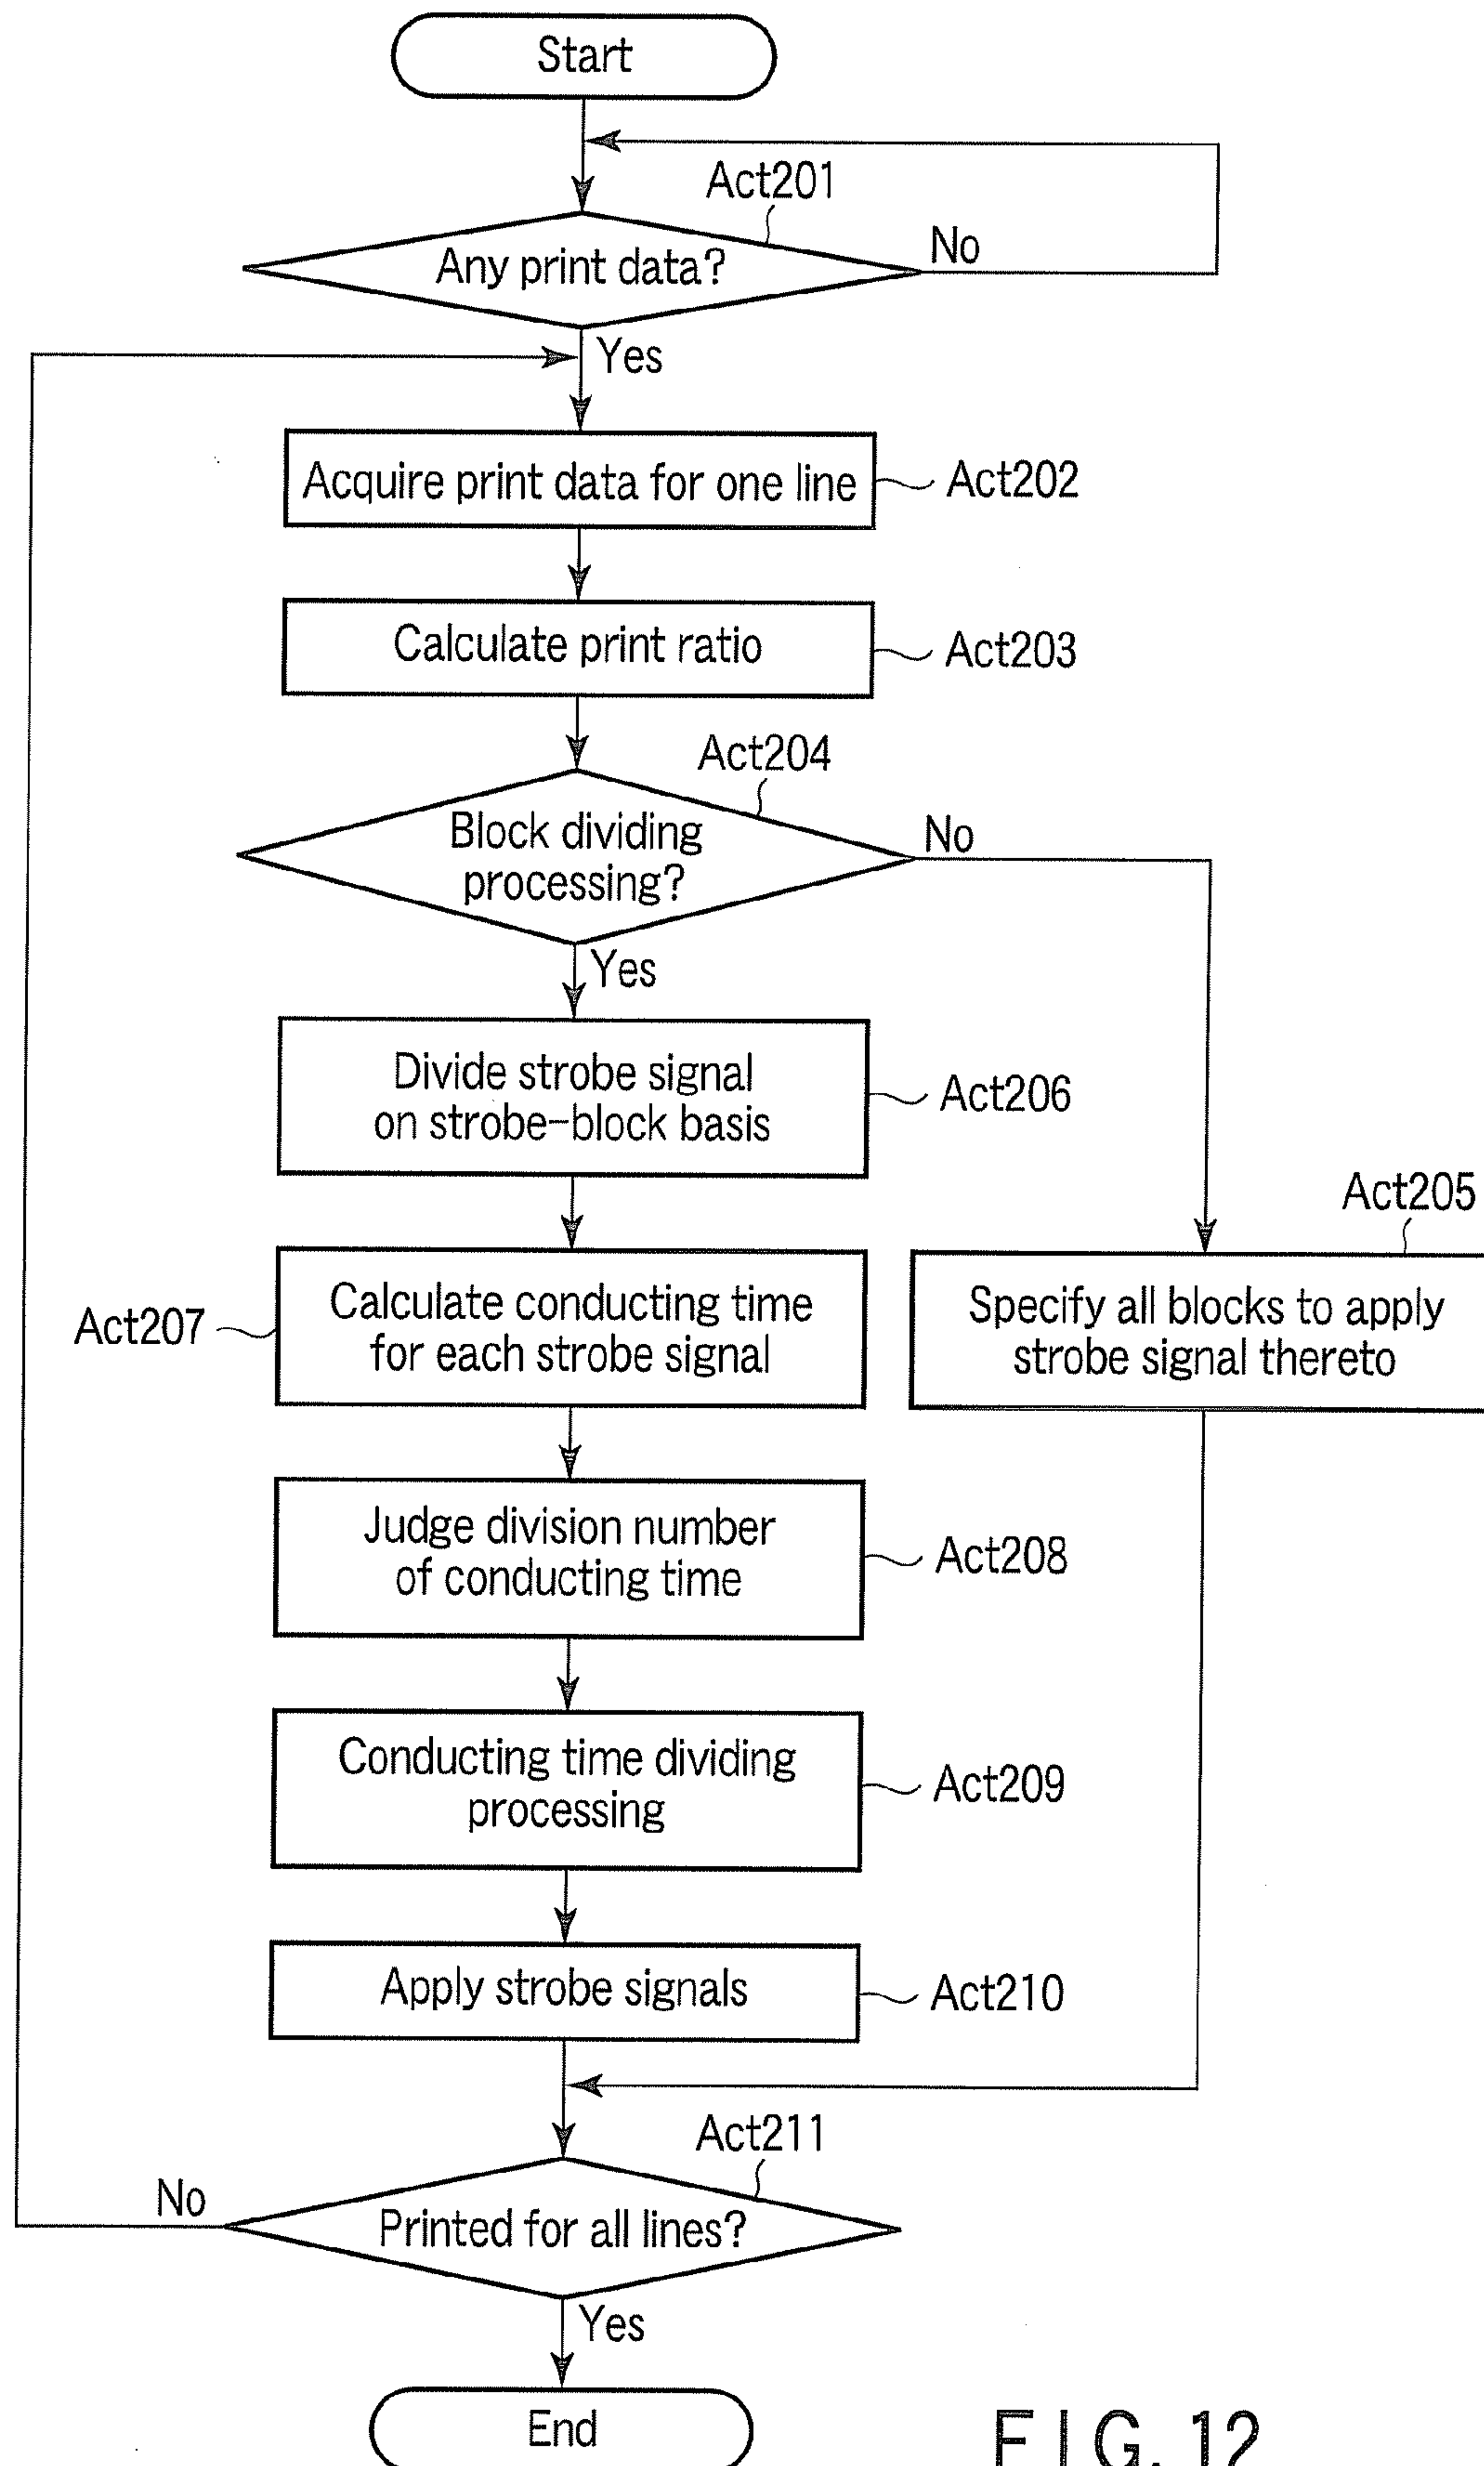 Start
Act201
Any print data?
No
Yes
Acquire print data for one line
Act202
Calculate print ratio
Act203
Act204
Block dividing
processing?
No
Yes
Divide strobe signal
on strobe-block basis
Act206
Act205
Act207
Calculate conducting time
for each strobe signal
Specify all blocks to apply
strobe signal thereto
Judge division number
of conducting time
Act208
Conducting time dividing
processing
Act209
Apply strobe signals
Act210
Act211
No
Printed for all lines?
Yes
End
FIG. 12